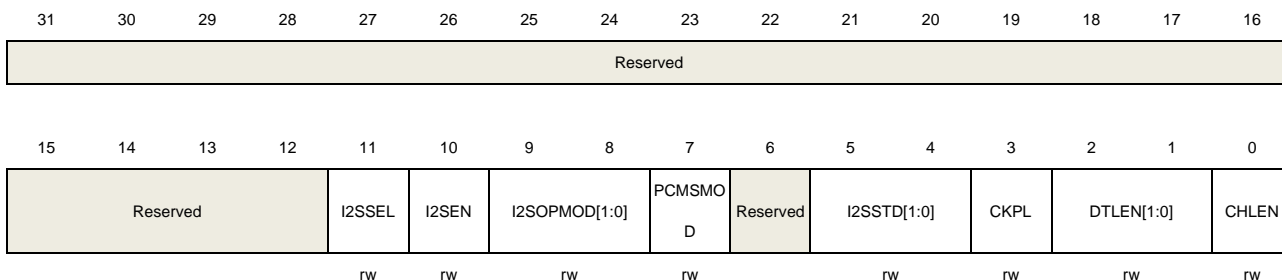 31 30 29 28 27 26 25 24 23 22 21 20 19 18 17 16
Reserved
15 14 13 12 11 10 9 8 7 6 5 4 3 2 1 0
Reserved I2SSEL I2SEN I2SOPMOD[1:0] PCMSMO
D Reserved I2SSTD[1:0] CKPL DTLEN[1:0] CHLEN
rw rw rw rw rw rw rw rw